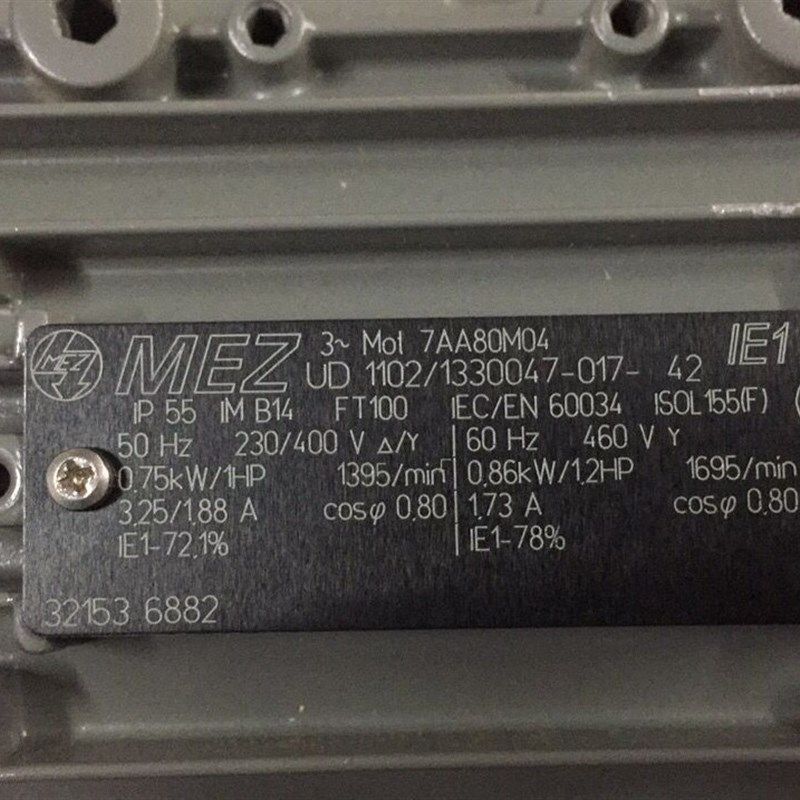 MEZ MEZ 3~ Mot 7AA80M04 IE1
UD 1102/1330047-017- 42
IP 55 IM B14 FT100 IEC/EN 60034 ISOL155(F)
50 Hz 230/400 V △/Y 60 Hz 460 V Y
0,75kW/1HP 1395/min 0,86kW/1,2HP 1695/min
3,25/1,88 A cosφ 0,80 1,73 A cosφ 0,80
IE1-72,1% IE1-78%
32153 6882